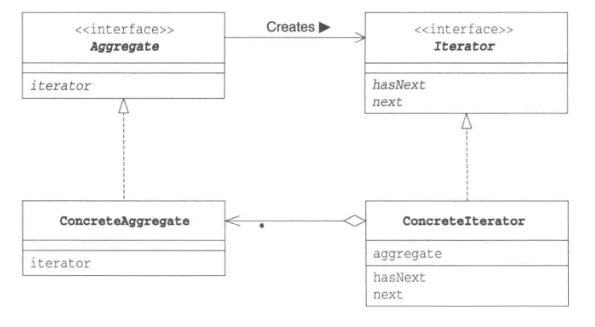 <<interface>>
Aggregate
iterator
Creates ▶
<<interface>>
Iterator
hasNext
next
ConcreteAggregate
iterator
*
ConcreteIterator
aggregate
hasNext
next